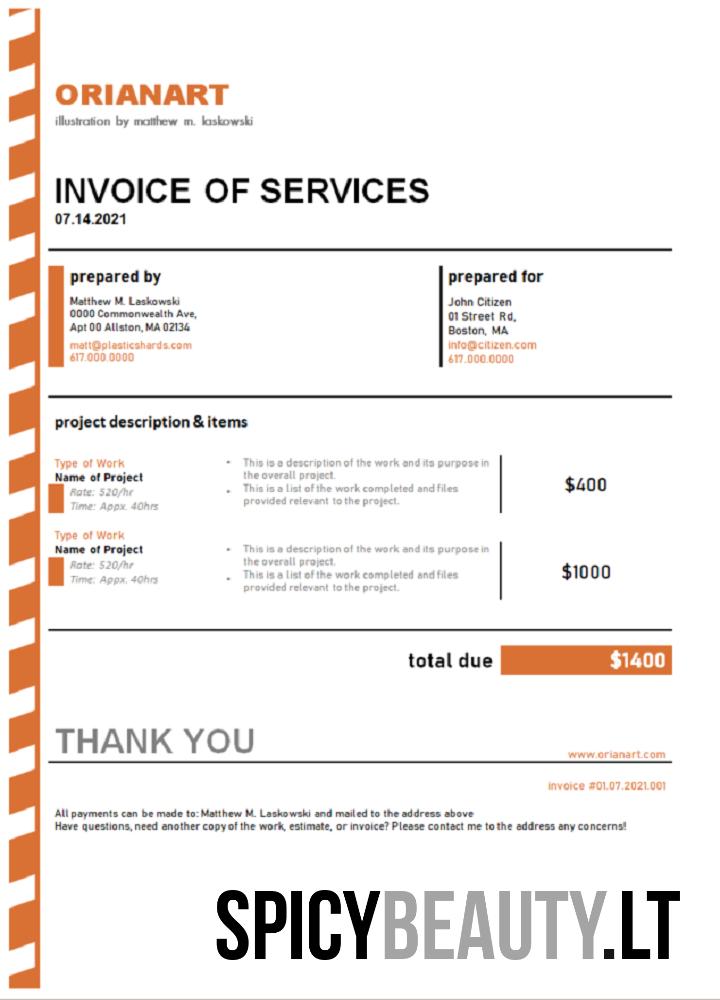 ORIANART
illustration by matthew m. laskowski
INVOICE OF SERVICES
07.14.2021
prepared by
Matthew M. Laskowski
0000 Commonwealth Ave,
Apt 00 Allston, MA 02134
matt@plasticshards.com
617.000.0000
prepared for
John Citizen
01 Street Rd,
Boston, MA
info@citizen.com
617.000.0000
project description & items
Type of Work
Name of Project
Rate: 520/hr
Time: Appx. 40hrs
• This is a description of the work and its purpose in
the overall project.
• This is a list of the work completed and files
provided relevant to the project.
$400
Type of Work
Name of Project
Rate: 520/hr
Time: Appx. 40hrs
• This is a description of the work and its purpose in
the overall project.
• This is a list of the work completed and files
provided relevant to the project.
$1000
total due $1400
THANK YOU
www.orianart.com
invoice #01.07.2021.001
All payments can be made to: Matthew M. Laskowski and mailed to the address above
Have questions, need another copy of the work, estimate, or invoice? Please contact me to the address any concerns!
SPICYBEAUTY.LT